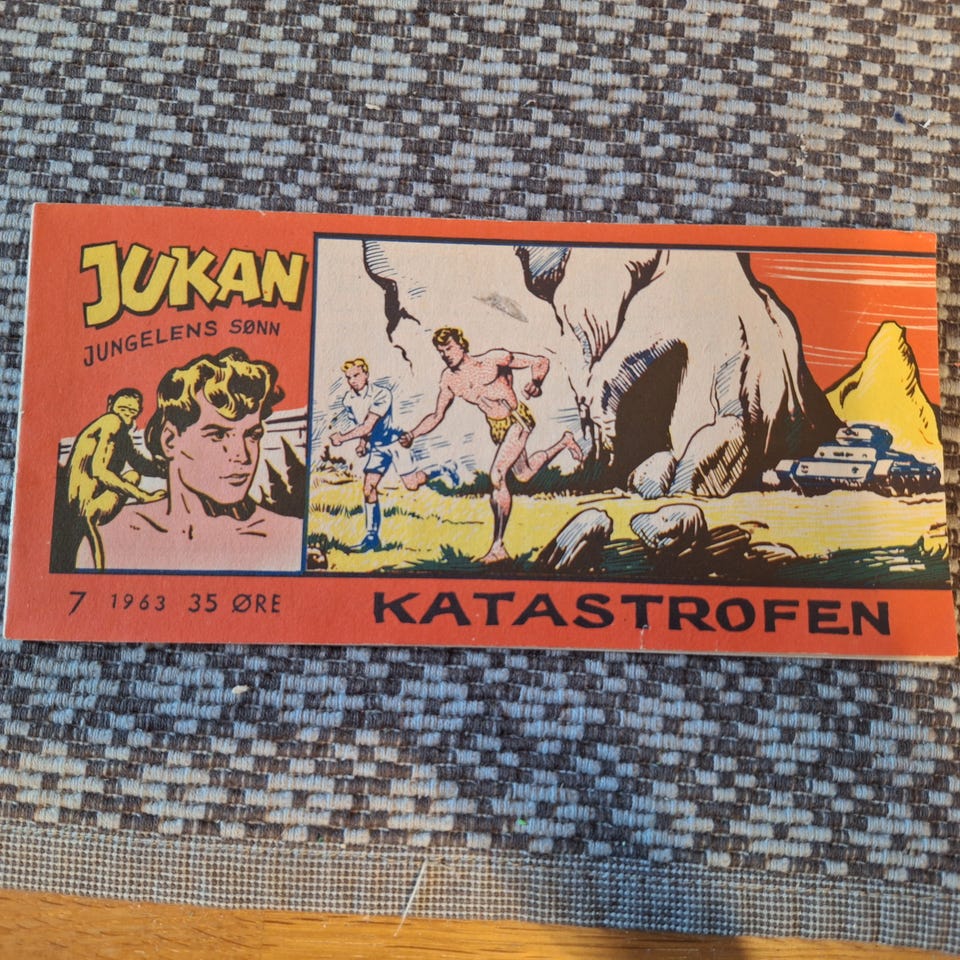 JUKAN
JUNGELENS SØNN
7 1963 35 ØRE
KATASTROFEN